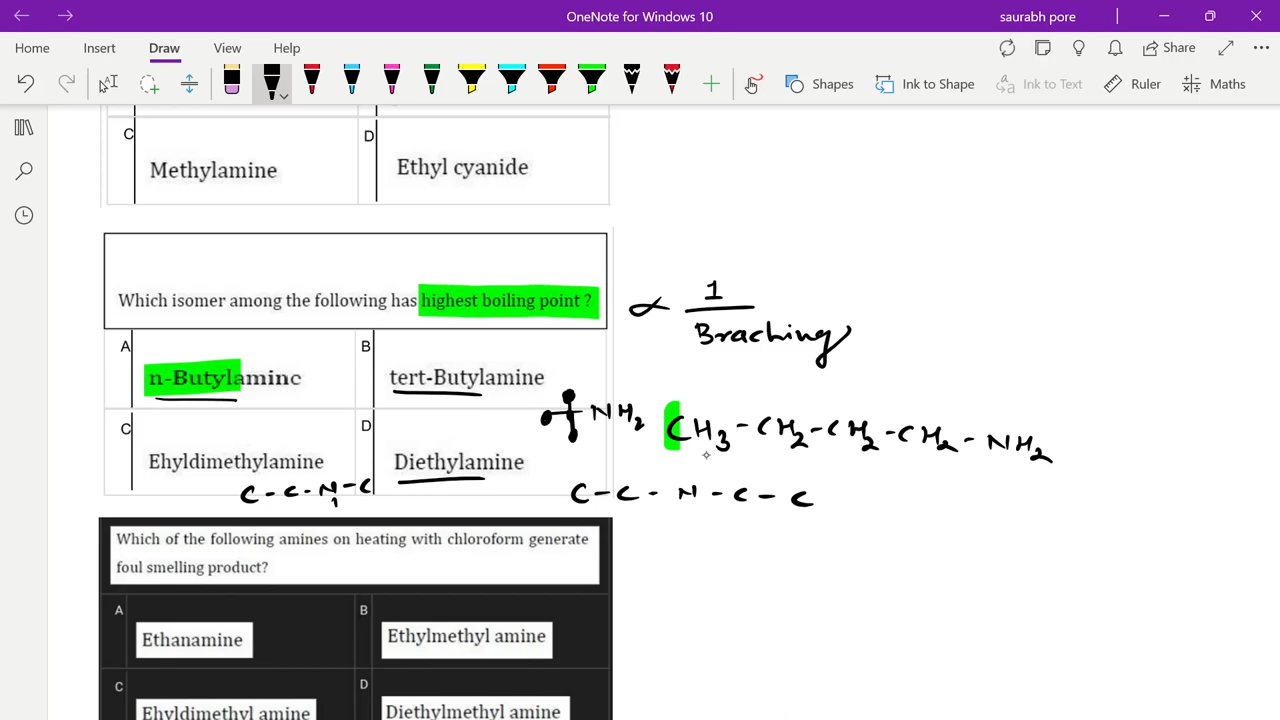 OneNote for Windows 10
saurabh pore
Home Insert Draw View Help
Share
Shapes
Ink to Shape
Ink to Text
Ruler
Maths
C Methylamine
D Ethyl cyanide
Which isomer among the following has highest boiling point ?
∝ 1 / Braching
A n-Butylamine
B tert-Butylamine
NH2
CH3-CH2-CH2-CH2-NH2
C Ehyldimethylamine
D Diethylamine
C-C-N-C
C-C-N-C-C
Which of the following amines on heating with chloroform generate
foul smelling product?
A Ethanamine
B Ethylmethyl amine
C Ehyldimethyl amine
D Diethylmethyl amine